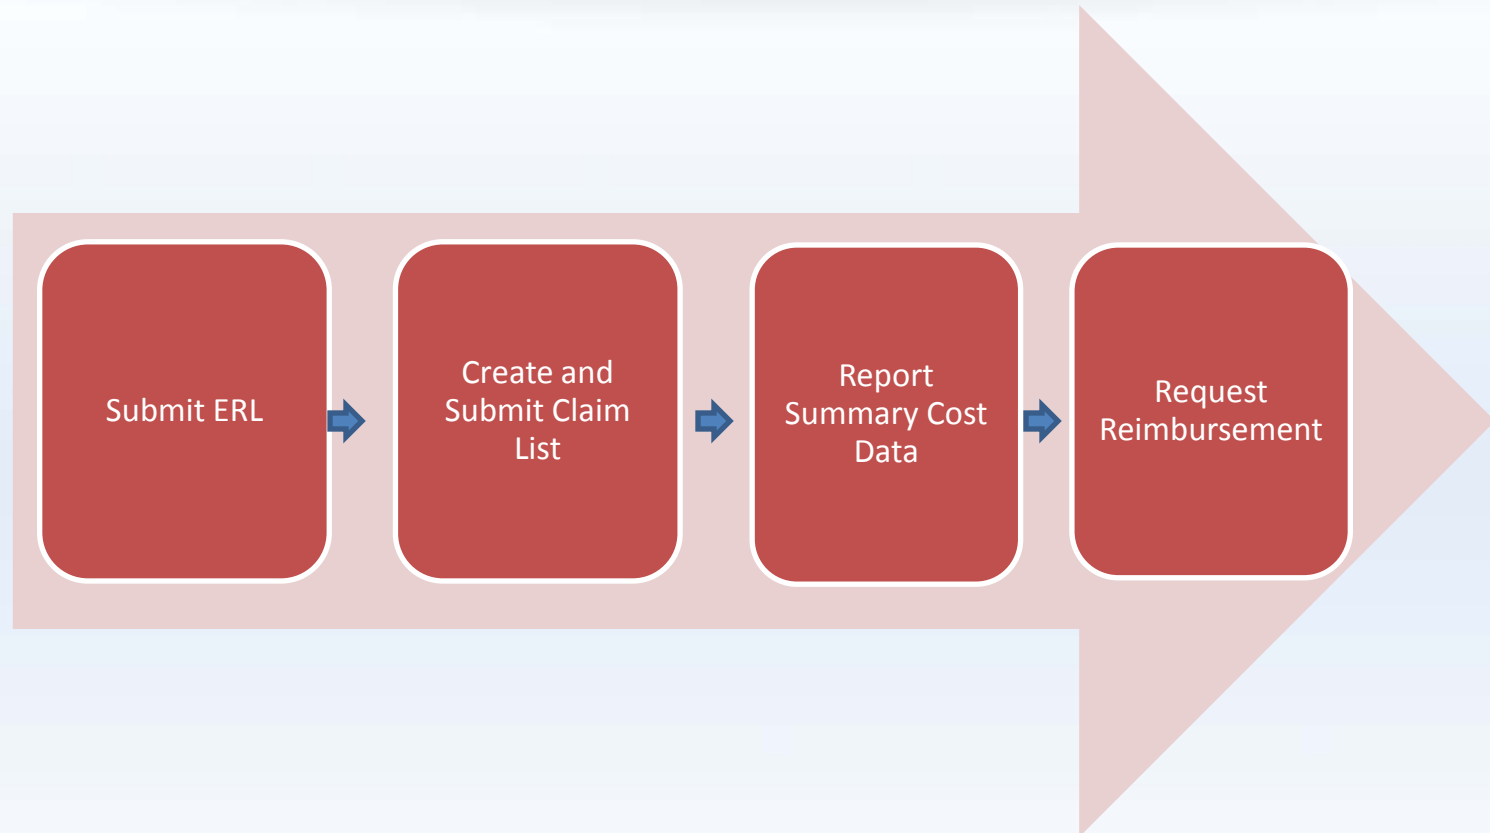 Submit ERL
Create and
Submit Claim
List
Report
Summary Cost
Data
Request
Reimbursement